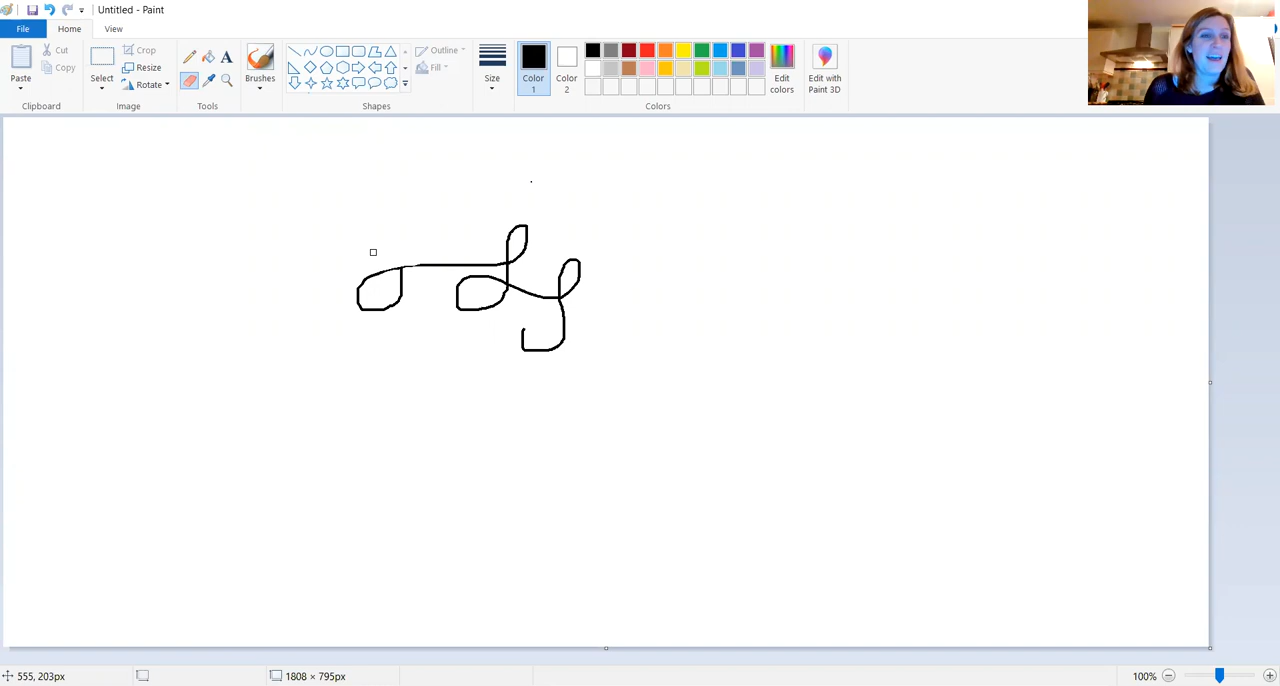 Untitled - Paint
File Home View
Paste
Cut
Copy
Clipboard
Select
Crop
Resize
Rotate
Image
A
Tools
Brushes
Outline
Fill
Shapes
Size
Color 1
Color 2
Edit colors
Colors
Edit with Paint 3D
555, 203px
1808 × 795px
100%